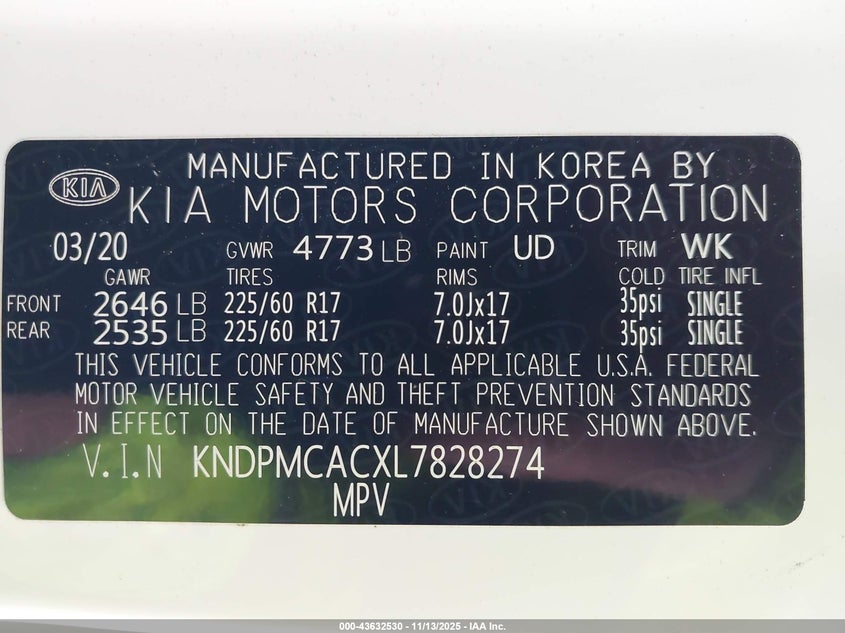 MANUFACTURED IN KOREA BY
KIA KIA MOTORS CORPORATION
03/20 GVWR 4773 LB PAINT UD TRIM WK
GAWR TIRES RIMS COLD TIRE INFL
FRONT 2646 LB 225/60 R17 7.0Jx17 35psi SINGLE
REAR 2535 LB 225/60 R17 7.0Jx17 35psi SINGLE
THIS VEHICLE CONFORMS TO ALL APPLICABLE U.S.A. FEDERAL
MOTOR VEHICLE SAFETY AND THEFT PREVENTION STANDARDS
IN EFFECT ON THE DATE OF MANUFACTURE SHOWN ABOVE.
V.I.N KNDPMCACXL7828274
MPV
000-43632530 - 11/13/2025 - IAA Inc.